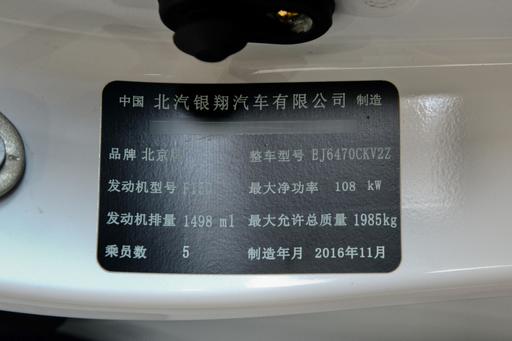 中国 北汽银翔汽车有限公司 制造
品牌 北京 整车型号 BJ6470CKV2Z
发动机型号 最大净功率 108 kW
发动机排量 1498 ml 最大允许总质量 1985kg
乘员数 5 制造年月 2016年11月